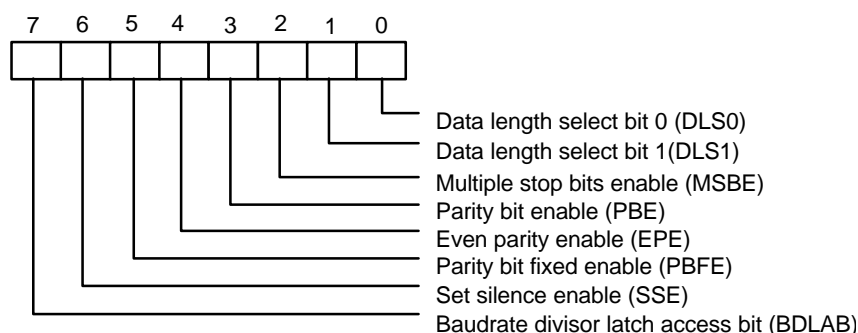 7 6 5 4 3 2 1 0
Data length select bit 0 (DLS0)
Data length select bit 1(DLS1)
Multiple stop bits enable (MSBE)
Parity bit enable (PBE)
Even parity enable (EPE)
Parity bit fixed enable (PBFE)
Set silence enable (SSE)
Baudrate divisor latch access bit (BDLAB)